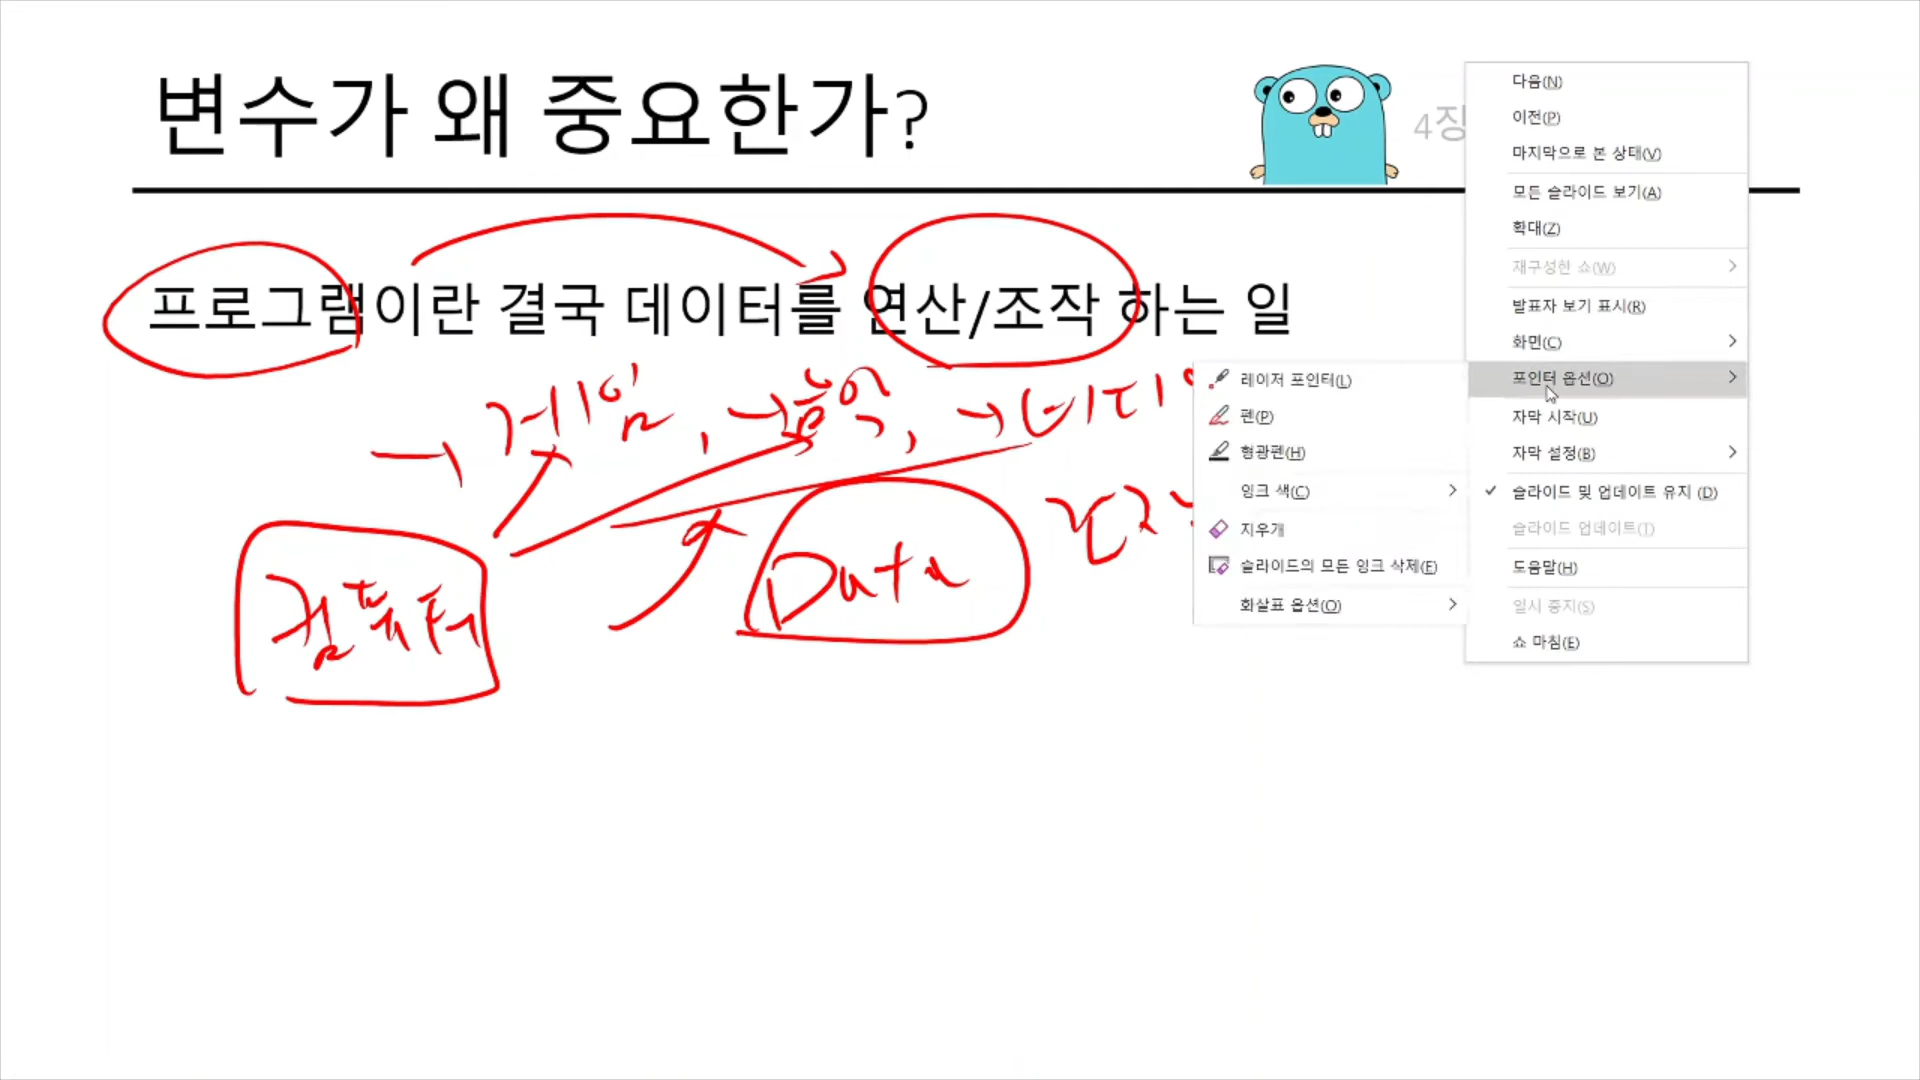 변수가 왜 중요한가?
4장
프로그램이란 결국 데이터를 연산/조작 하는 일
→ 게임, → 음악, →
컴퓨터
Data
다음(N)
이전(P)
마지막으로 본 상태(V)
모든 슬라이드 보기(A)
확대(Z)
재구성한 쇼(W)
발표자 보기 표시(R)
화면(C)
포인터 옵션(O)
자막 시작(U)
자막 설정(B)
슬라이드 및 업데이트 유지 (D)
슬라이드 업데이트(T)
도움말(H)
일시 중지(S)
쇼 마침(E)
레이저 포인터(L)
펜(P)
형광펜(H)
잉크 색(C)
지우개
슬라이드의 모든 잉크 삭제(E)
화살표 옵션(O)